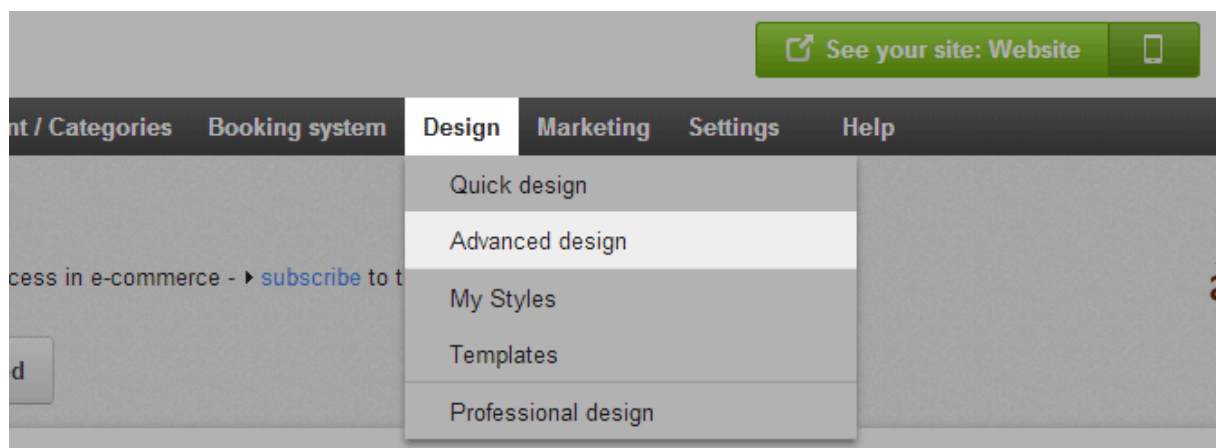 See your site: Website
nt / Categories Booking system Design Marketing Settings Help
Quick design
Advanced design
cess in e-commerce - ▸ subscribe to t
My Styles
Templates
d
Professional design